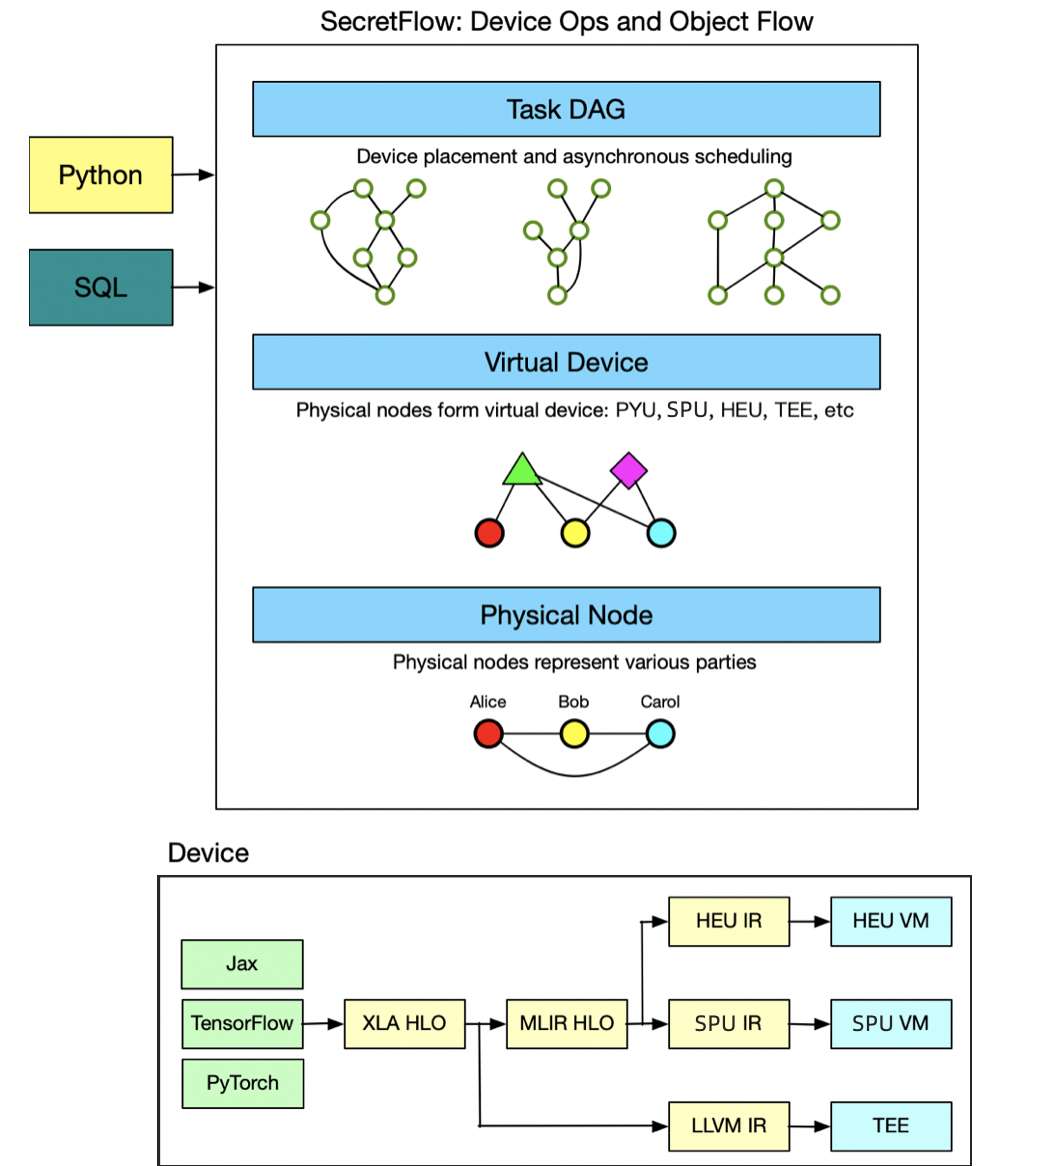 SecretFlow: Device Ops and Object Flow
Task DAG
Device placement and asynchronous scheduling
Python
SQL
Virtual Device
Physical nodes form virtual device: PYU, SPU, HEU, TEE, etc
Physical Node
Physical nodes represent various parties
Alice Bob Carol
Device
HEU IR HEU VM
Jax
TensorFlow XLA HLO MLIR HLO SPU IR SPU VM
PyTorch
LLVM IR TEE